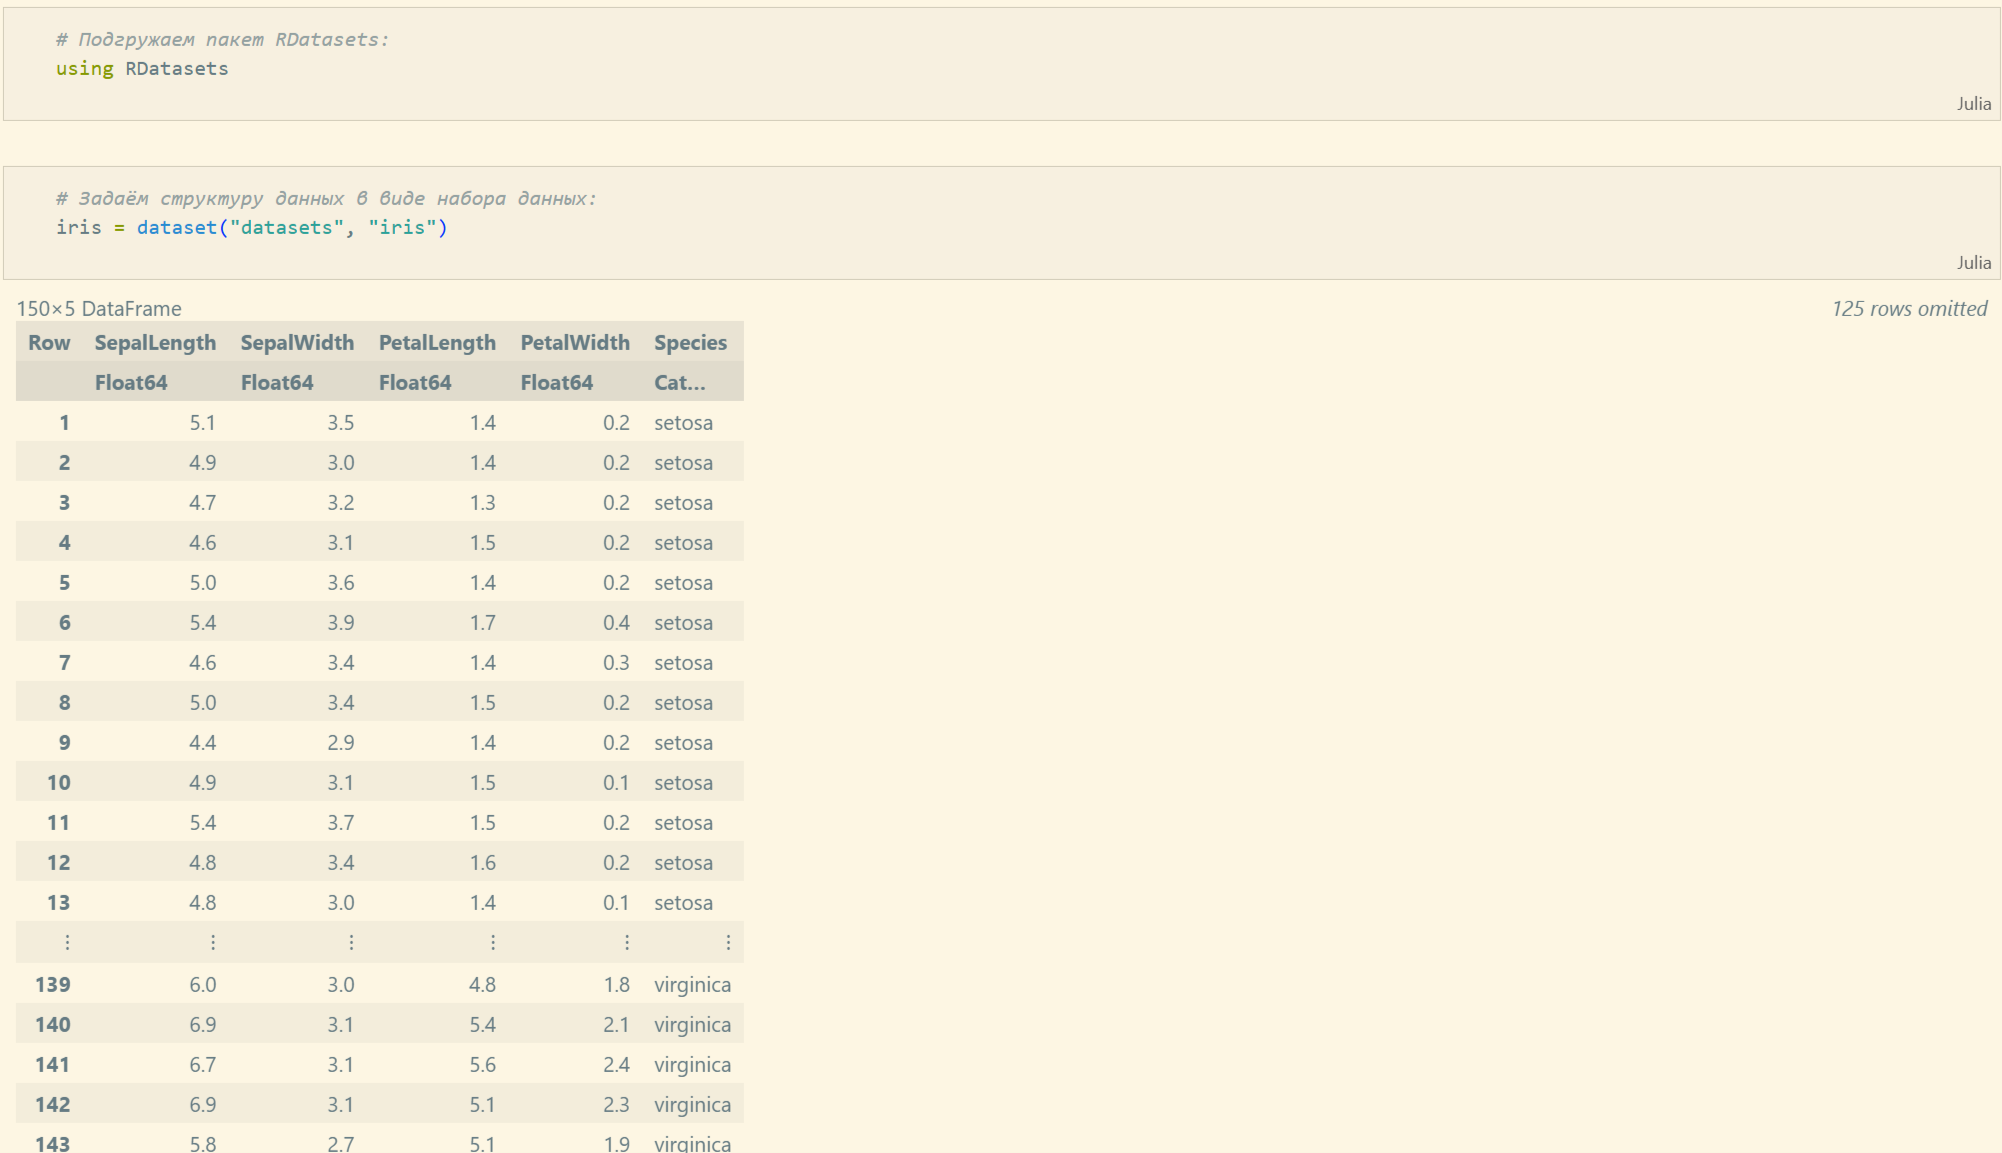 # Подгружаем пакет RDatasets:
using RDatasets
Julia
# Задаём структуру данных в виде набора данных:
iris = dataset("datasets", "iris")
Julia
150×5 DataFrame 125 rows omitted
Row SepalLength SepalWidth PetalLength PetalWidth Species
Float64 Float64 Float64 Float64 Cat…
1 5.1 3.5 1.4 0.2 setosa
2 4.9 3.0 1.4 0.2 setosa
3 4.7 3.2 1.3 0.2 setosa
4 4.6 3.1 1.5 0.2 setosa
5 5.0 3.6 1.4 0.2 setosa
6 5.4 3.9 1.7 0.4 setosa
7 4.6 3.4 1.4 0.3 setosa
8 5.0 3.4 1.5 0.2 setosa
9 4.4 2.9 1.4 0.2 setosa
10 4.9 3.1 1.5 0.1 setosa
11 5.4 3.7 1.5 0.2 setosa
12 4.8 3.4 1.6 0.2 setosa
13 4.8 3.0 1.4 0.1 setosa
⋮ ⋮ ⋮ ⋮ ⋮ ⋮
139 6.0 3.0 4.8 1.8 virginica
140 6.9 3.1 5.4 2.1 virginica
141 6.7 3.1 5.6 2.4 virginica
142 6.9 3.1 5.1 2.3 virginica
143 5.8 2.7 5.1 1.9 virginica